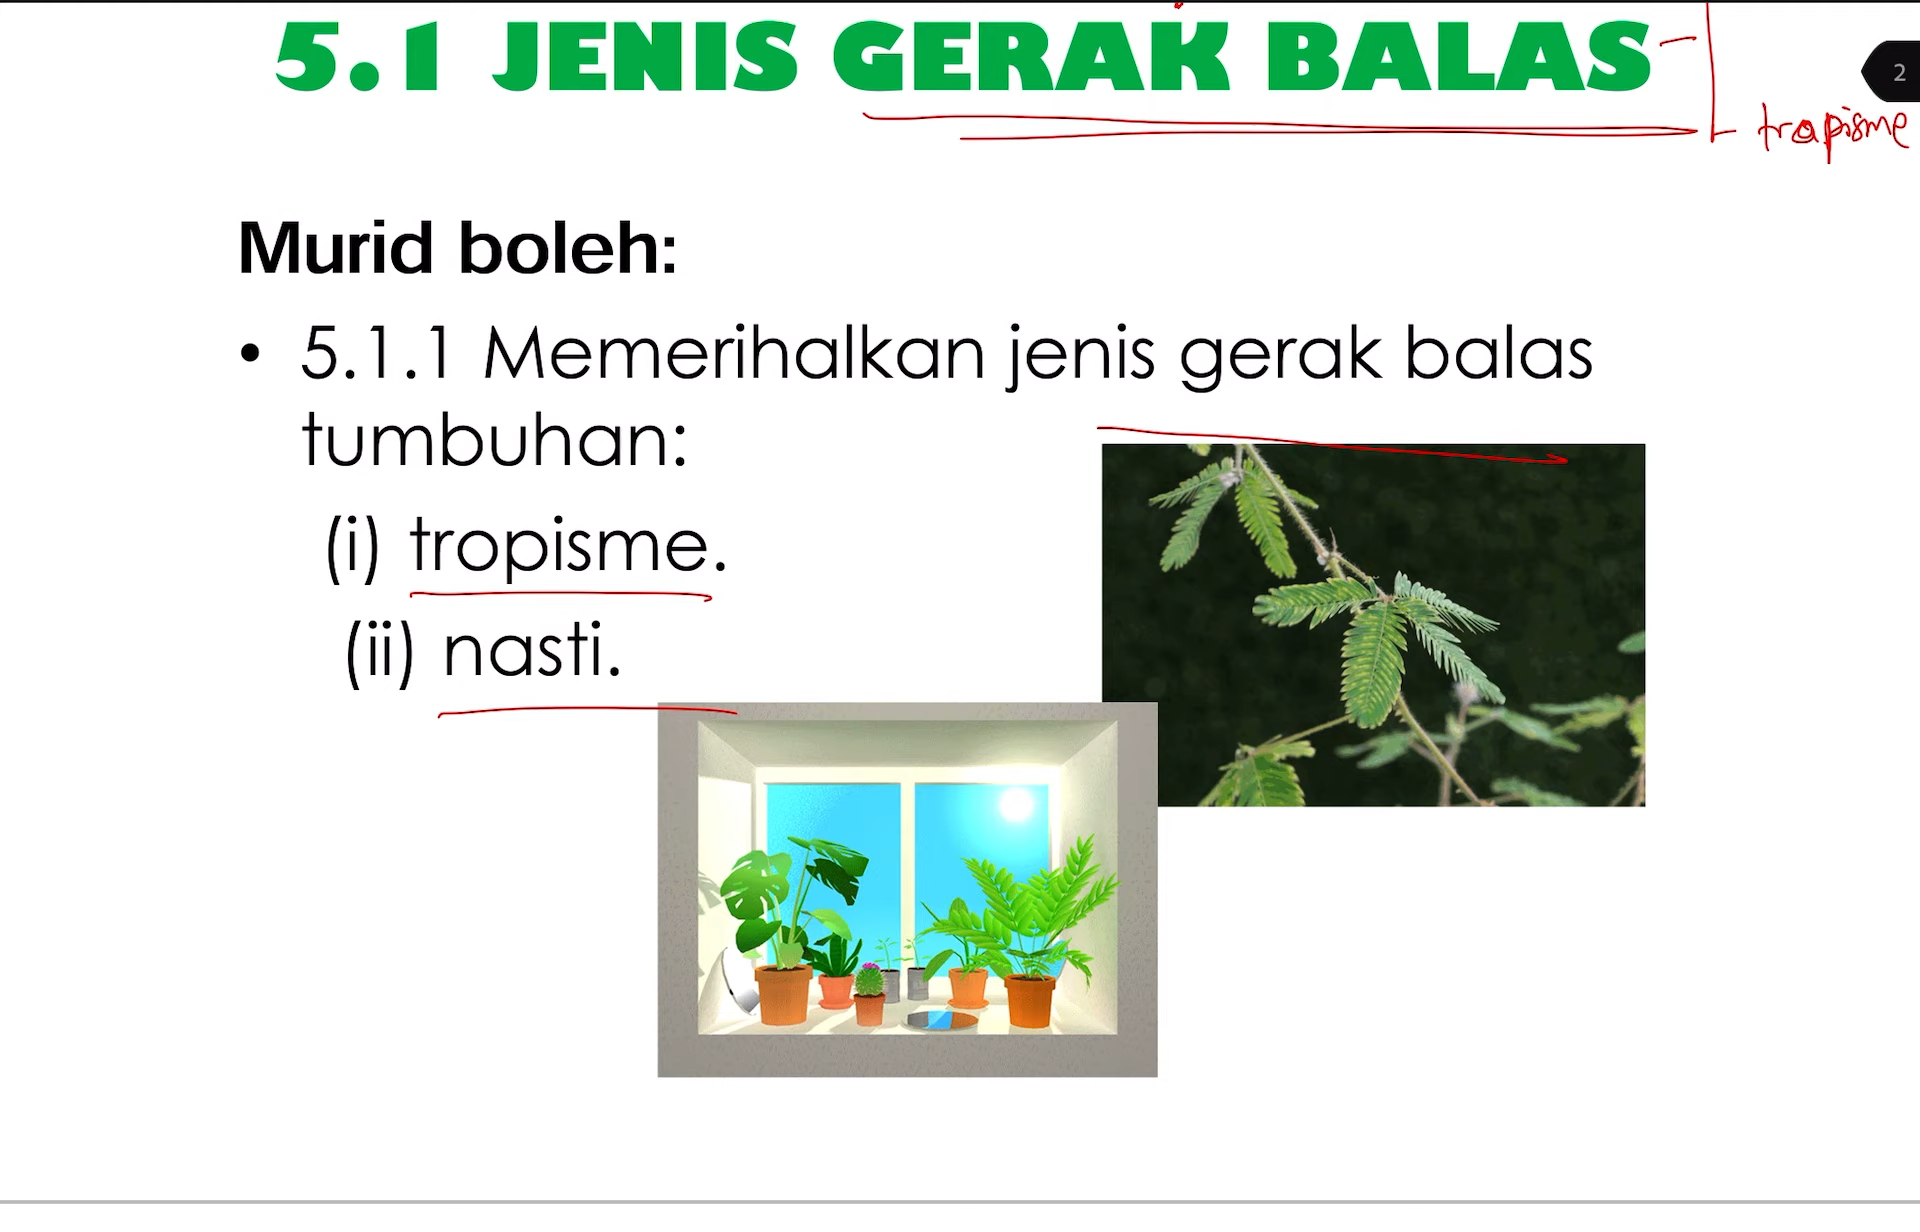 5.1 JENIS GERAK BALAS
2
tropisme
Murid boleh:
• 5.1.1 Memerihalkan jenis gerak balas
tumbuhan:
(i) tropisme.
(ii) nasti.